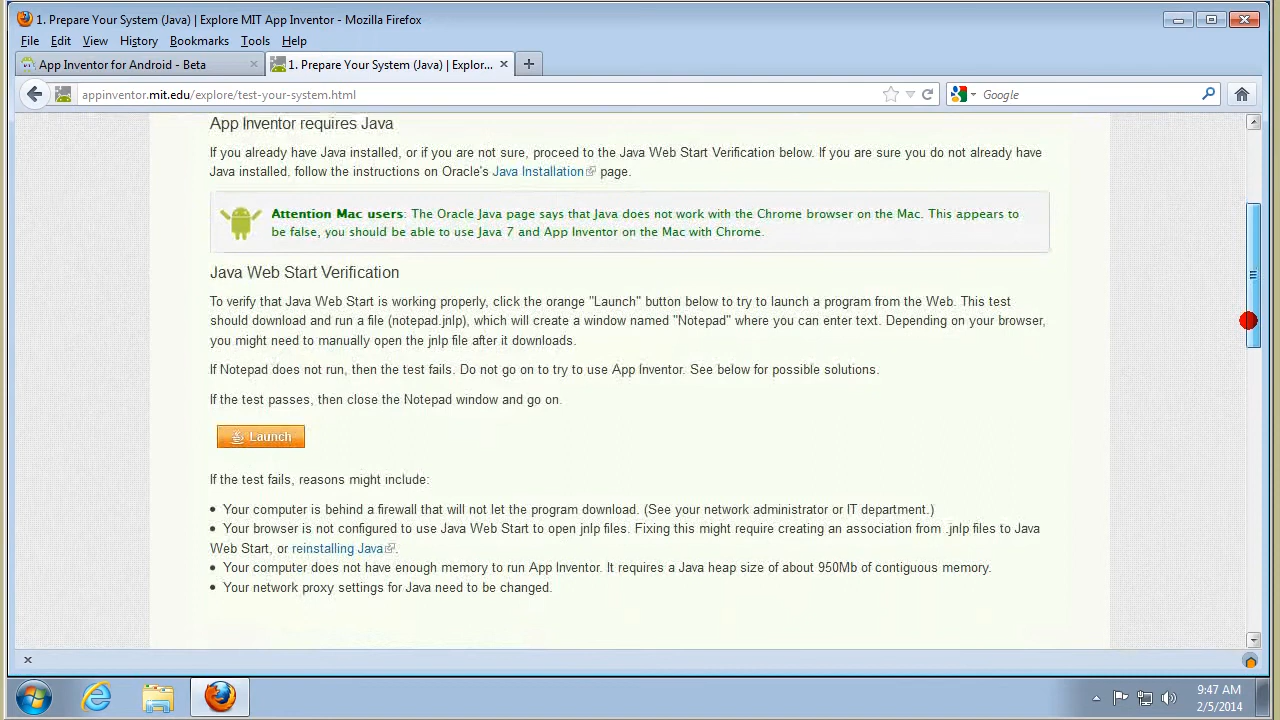 1. Prepare Your System (Java) | Explore MIT App Inventor - Mozilla Firefox
File Edit View History Bookmarks Tools Help
App Inventor for Android - Beta
1. Prepare Your System (Java) | Explor...
appinventor.mit.edu/explore/test-your-system.html
Google
App Inventor requires Java
If you already have Java installed, or if you are not sure, proceed to the Java Web Start Verification below. If you are sure you do not already have
Java installed, follow the instructions on Oracle's Java Installation page.
Attention Mac users: The Oracle Java page says that Java does not work with the Chrome browser on the Mac. This appears to
be false, you should be able to use Java 7 and App Inventor on the Mac with Chrome.
Java Web Start Verification
To verify that Java Web Start is working properly, click the orange "Launch" button below to try to launch a program from the Web. This test
should download and run a file (notepad.jnlp), which will create a window named "Notepad" where you can enter text. Depending on your browser,
you might need to manually open the jnlp file after it downloads.
If Notepad does not run, then the test fails. Do not go on to try to use App Inventor. See below for possible solutions.
If the test passes, then close the Notepad window and go on.
Launch
If the test fails, reasons might include:
• Your computer is behind a firewall that will not let the program download. (See your network administrator or IT department.)
• Your browser is not configured to use Java Web Start to open jnlp files. Fixing this might require creating an association from .jnlp files to Java
Web Start, or reinstalling Java.
• Your computer does not have enough memory to run App Inventor. It requires a Java heap size of about 950Mb of contiguous memory.
• Your network proxy settings for Java need to be changed.
9:47 AM
2/5/2014